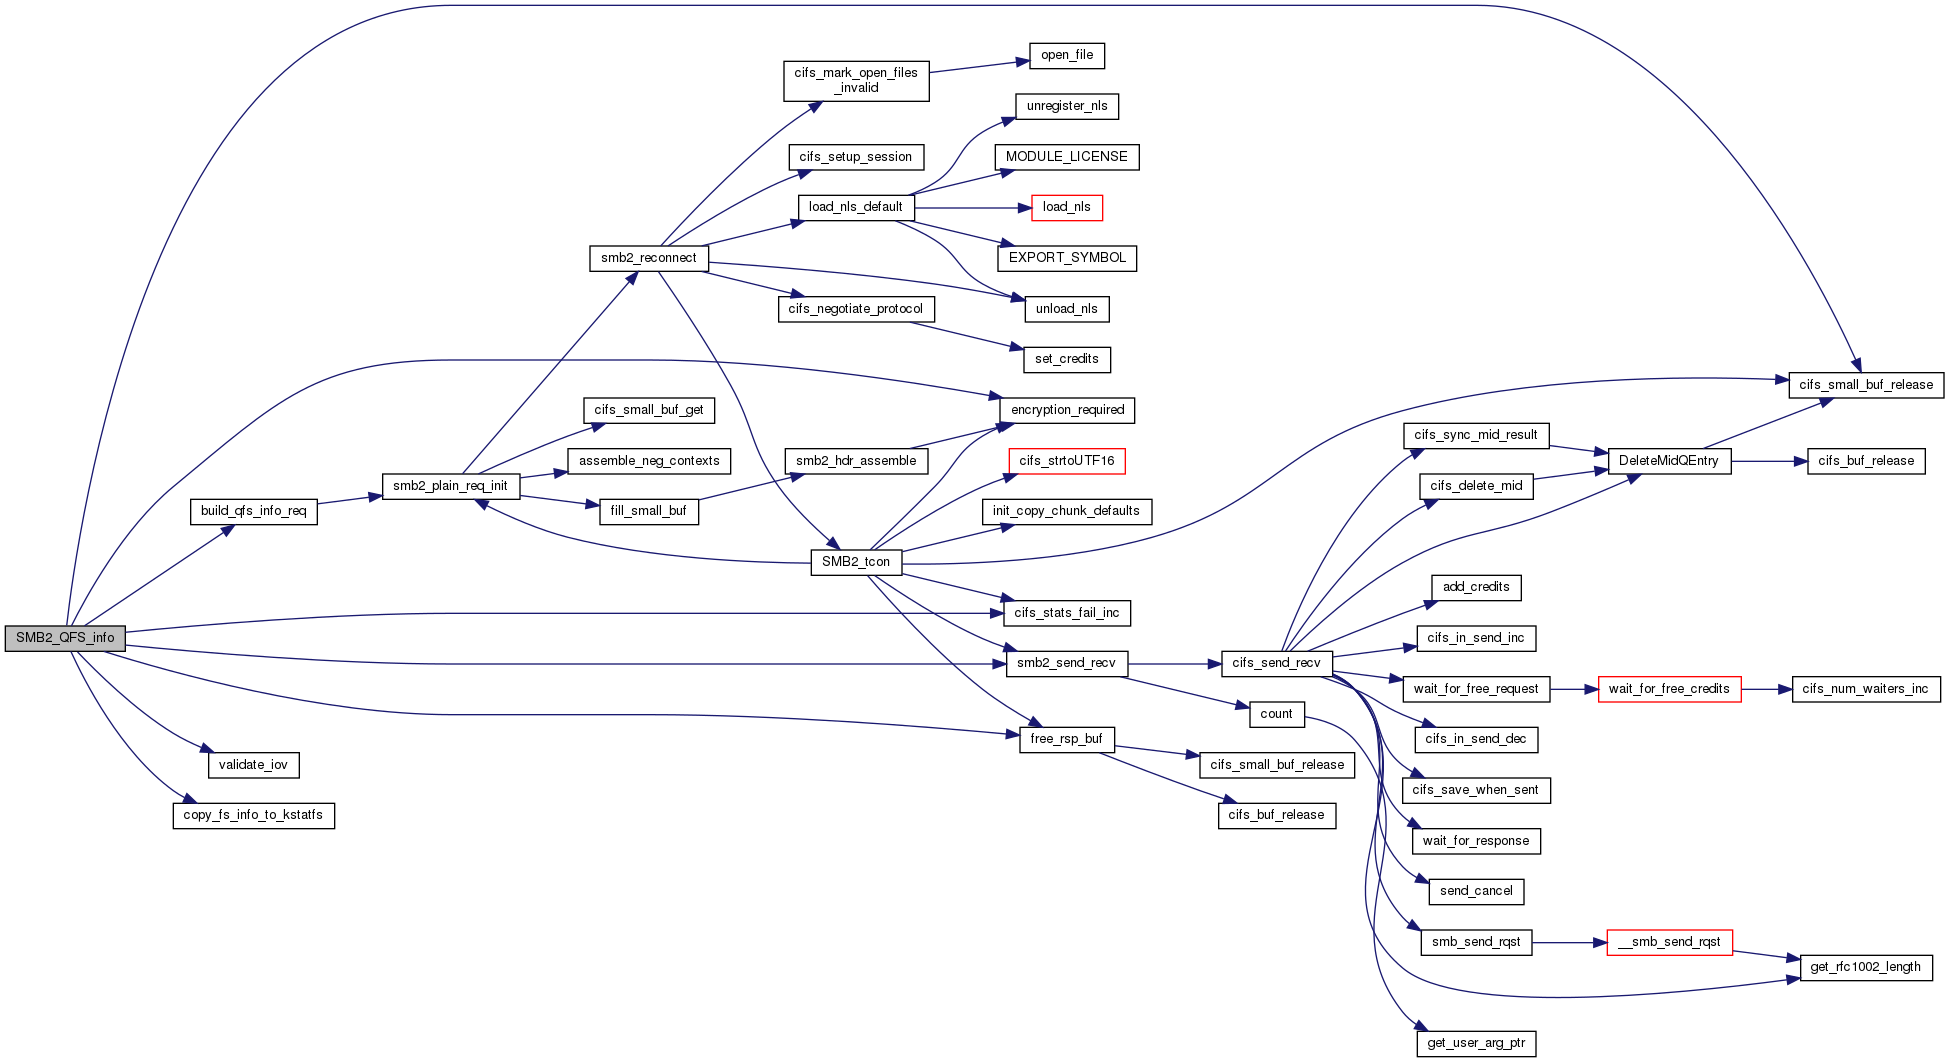 open_file
cifs_mark_open_files
_invalid
unregister_nls
cifs_setup_session
MODULE_LICENSE
load_nls_default
load_nls
smb2_reconnect
EXPORT_SYMBOL
cifs_negotiate_protocol
unload_nls
set_credits
cifs_small_buf_release
cifs_small_buf_get
encryption_required
cifs_sync_mid_result
assemble_neg_contexts
smb2_hdr_assemble
cifs_strtoUTF16
DeleteMidQEntry
cifs_buf_release
smb2_plain_req_init
cifs_delete_mid
build_qfs_info_req
fill_small_buf
init_copy_chunk_defaults
SMB2_tcon
add_credits
cifs_stats_fail_inc
SMB2_QFS_info
cifs_in_send_inc
smb2_send_recv
cifs_send_recv
wait_for_free_request
wait_for_free_credits
cifs_num_waiters_inc
count
free_rsp_buf
cifs_in_send_dec
validate_iov
cifs_small_buf_release
cifs_save_when_sent
copy_fs_info_to_kstatfs
cifs_buf_release
wait_for_response
send_cancel
smb_send_rqst
__smb_send_rqst
get_rfc1002_length
get_user_arg_ptr